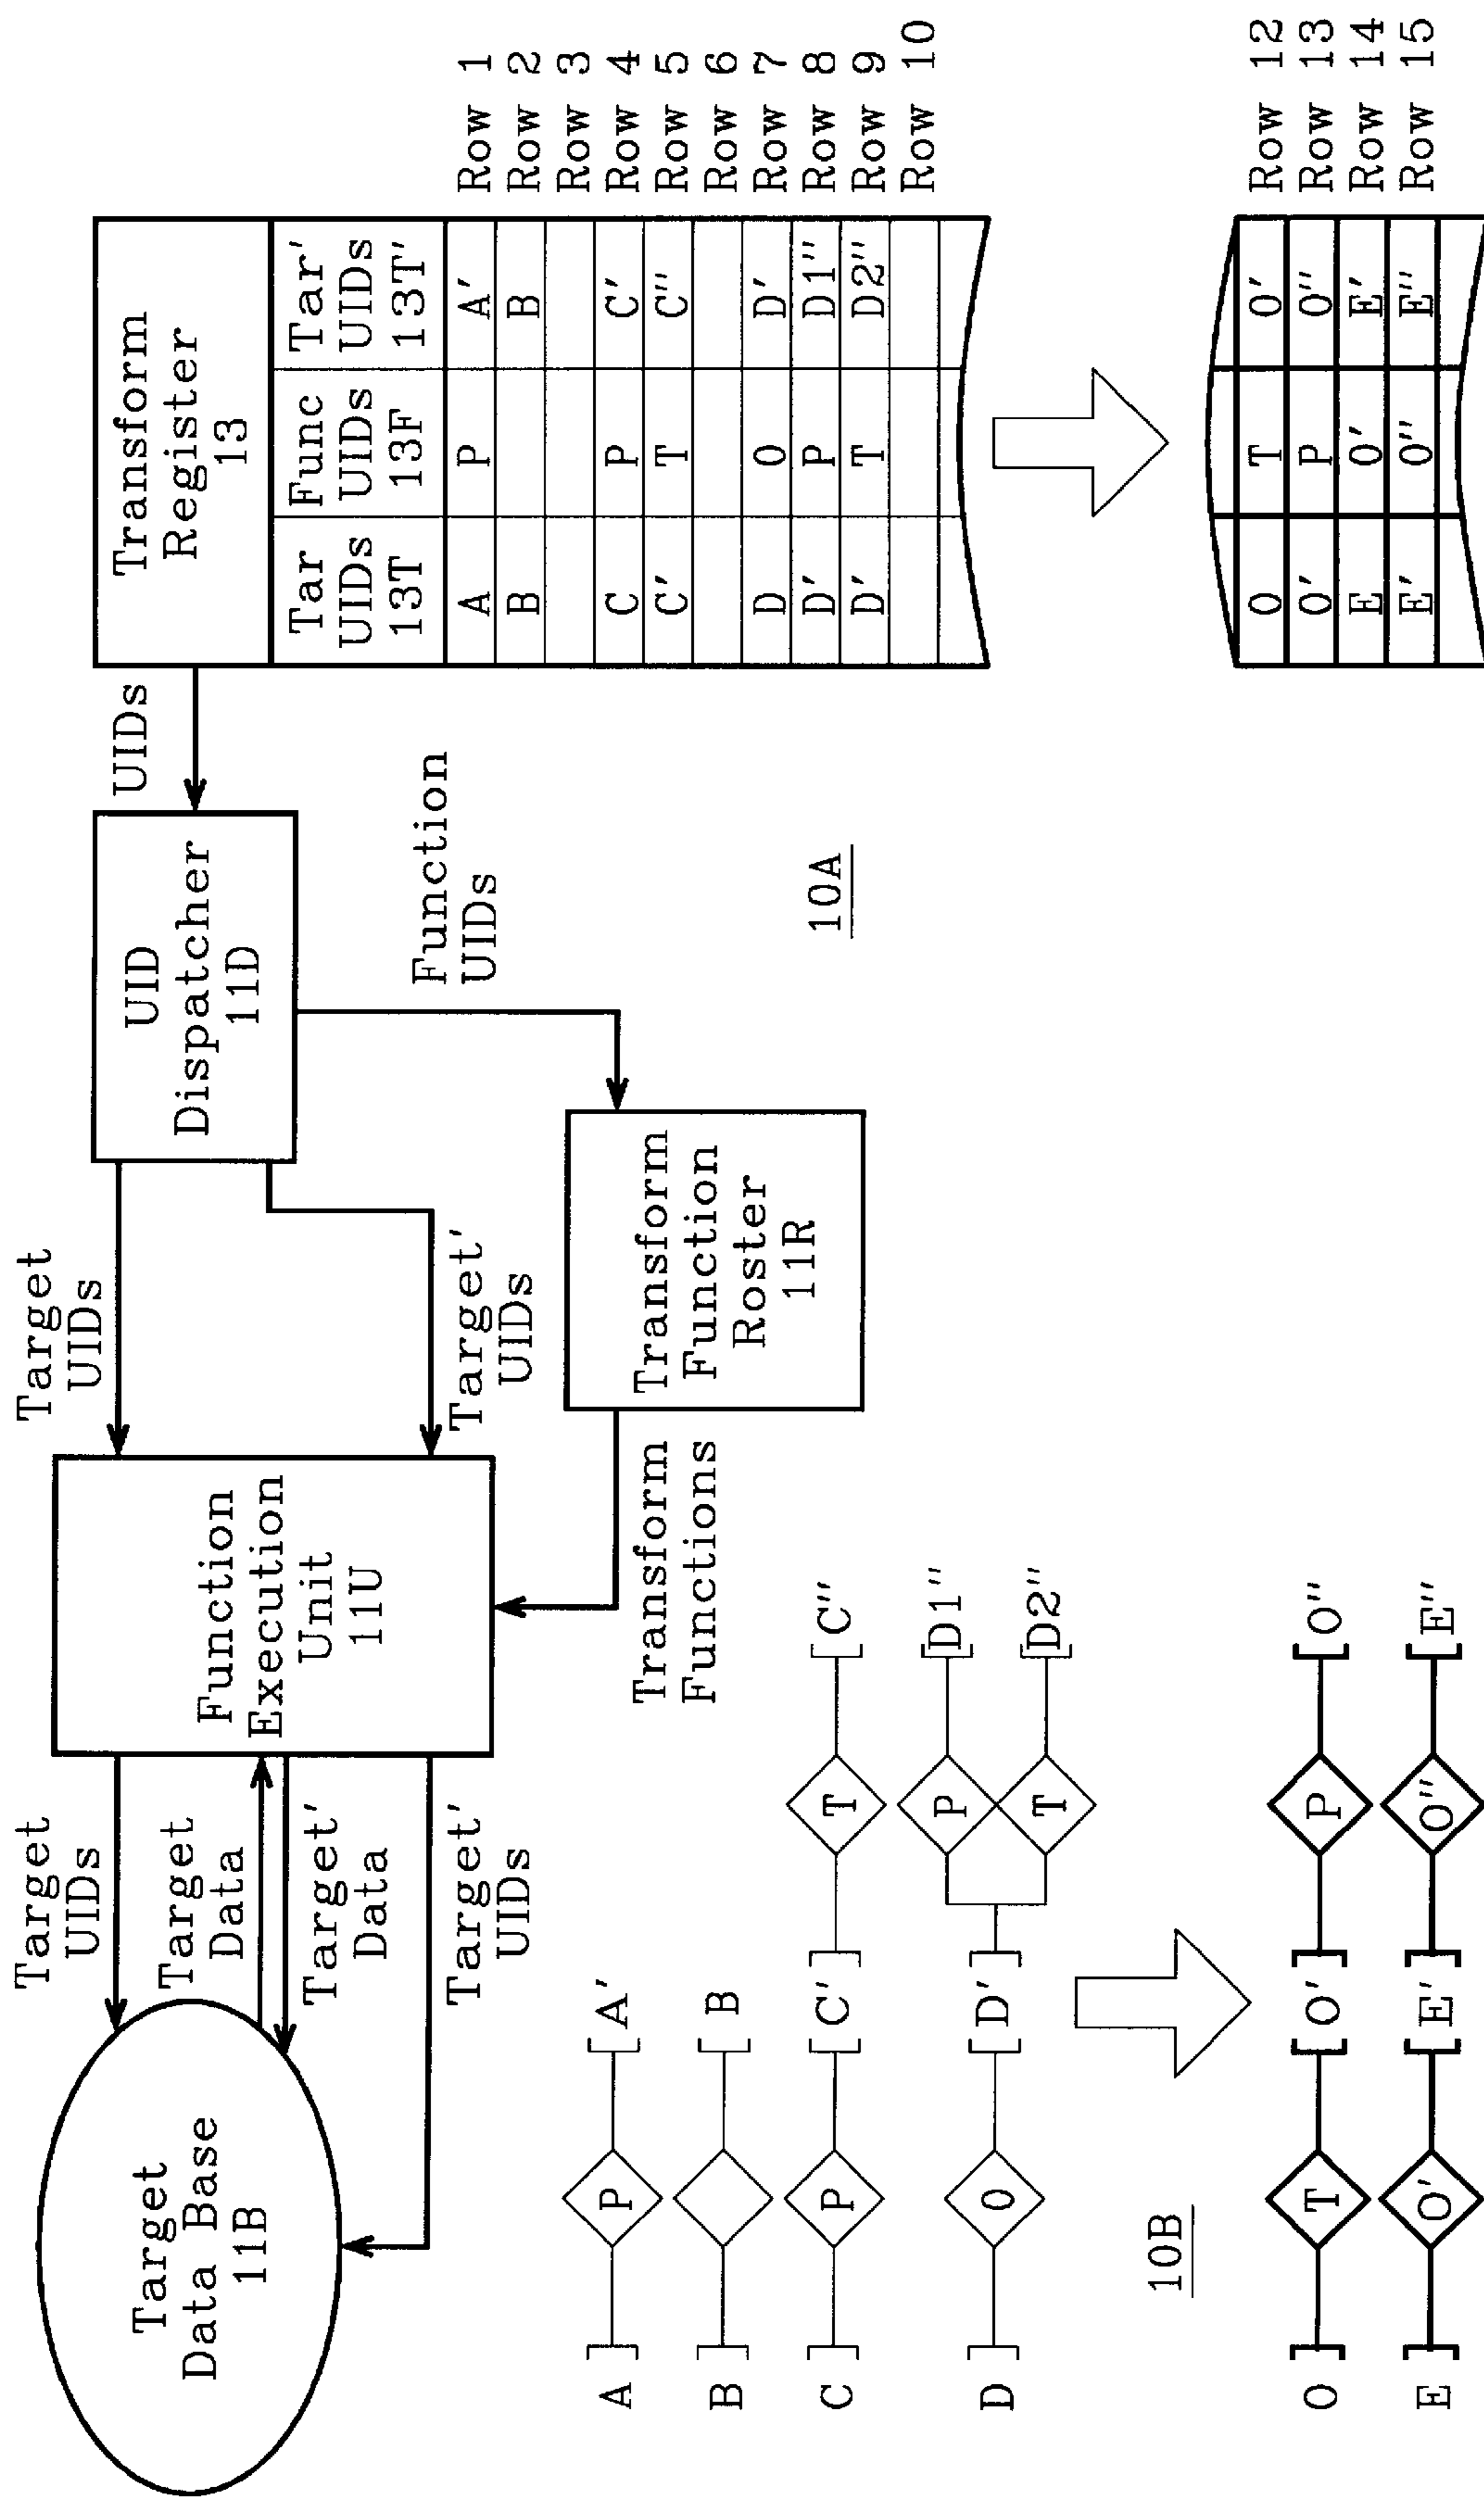 Target
Data Base
11B
Target
UIDs
Target
Data
Target'
Data
Target'
UIDs
Function
Execution
Unit
11U
Target
UIDs
Target'
UIDs
Transform
Functions
Transform
Function
Roster
11R
UID
Dispatcher
11D
Function
UIDs
UIDs
Transform
Register
13
Tar Func Tar'
UIDs UIDs UIDs
13T 13F 13T'
A P A' Row 1
B B Row 2
Row 3
C P C' Row 4
C' T C'' Row 5
Row 6
D O D' Row 7
D' P D1'' Row 8
D' T D2'' Row 9
Row 10
O T O' Row 12
O' P O'' Row 13
E O' E' Row 14
E' O'' E'' Row 15
10A
A ] P [ A'
B ] [ B
C ] P [ C' ] T [ C''
D ] O [ D' ] P [ D1''
T [ D2''
10B
O ] T [ O' ] P [ O''
E ] O' [ E' ] O'' [ E''